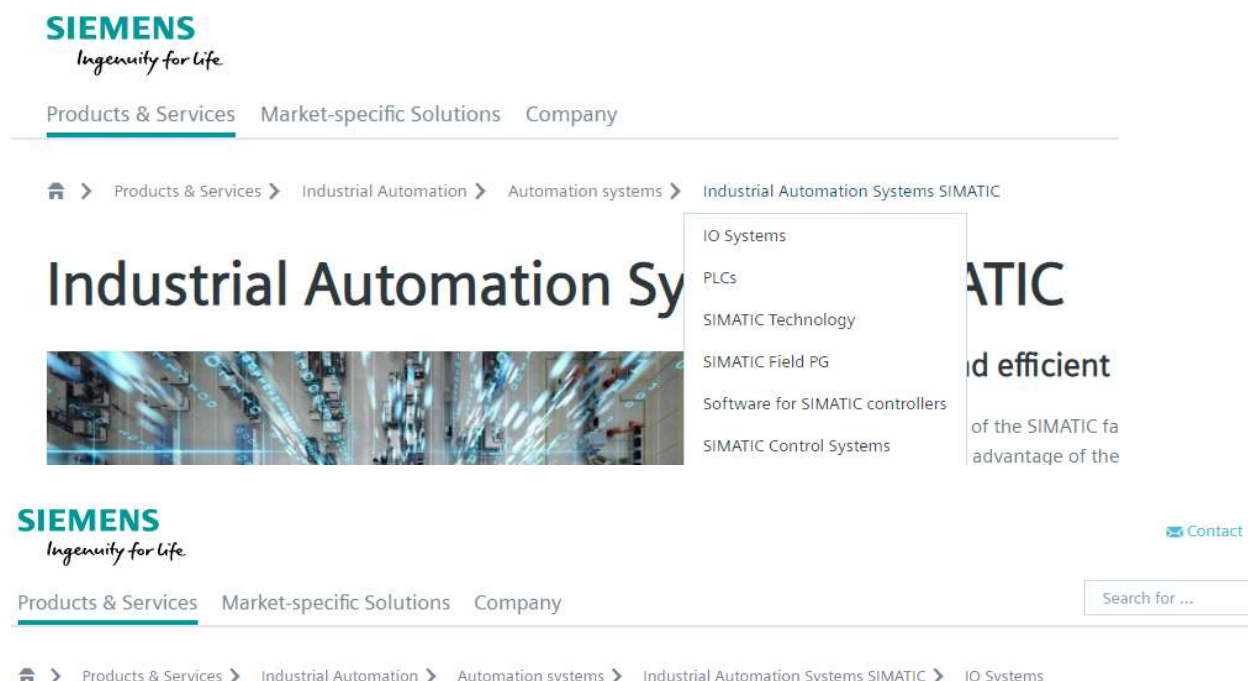 SIEMENS
Ingenuity for life
Products & Services Market-specific Solutions Company
Products & Services Industrial Automation Automation systems Industrial Automation Systems SIMATIC
IO Systems
PLCs
SIMATIC Technology
SIMATIC Field PG
Software for SIMATIC controllers
SIMATIC Control Systems
Industrial Automation Sy ATIC
d efficient
of the SIMATIC fa
advantage of the
SIEMENS
Ingenuity for life
Contact
Products & Services Market-specific Solutions Company
Search for ...
Products & Services Industrial Automation Automation systems Industrial Automation Systems SIMATIC IO Systems